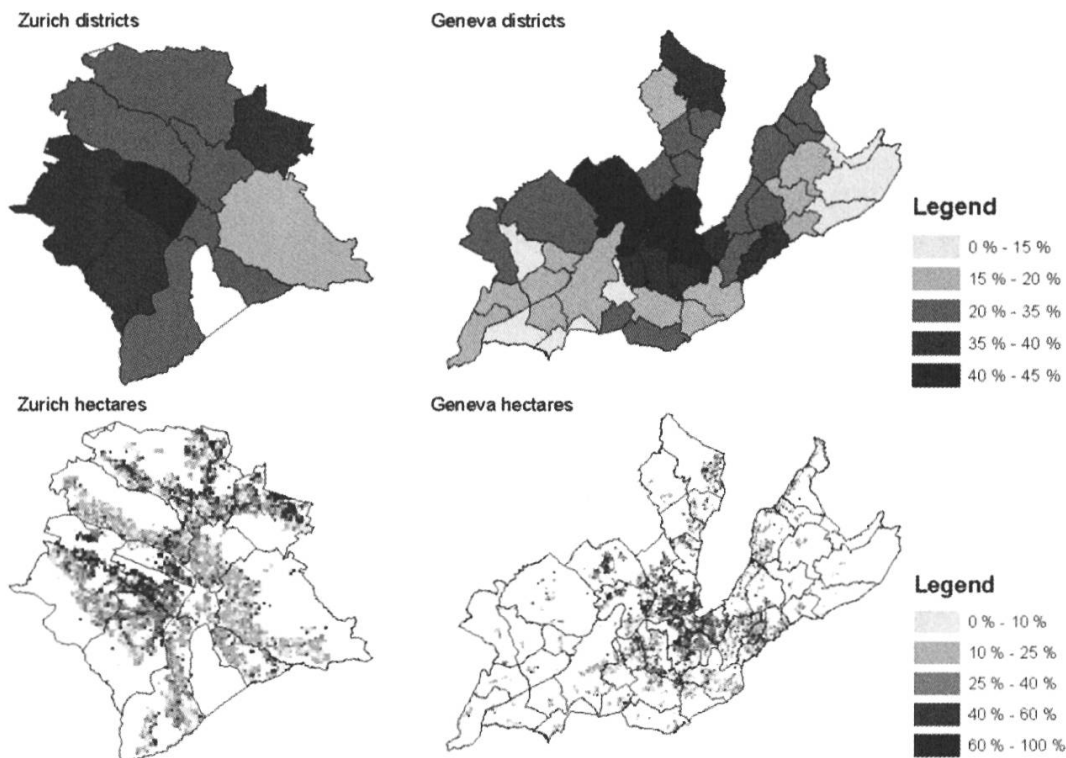 Zurich districts
Geneva districts
Legend
0 % - 15 %
15 % - 20 %
20 % - 35 %
35 % - 40 %
40 % - 45 %
Zurich hectares
Geneva hectares
Legend
0 % - 10 %
10 % - 25 %
25 % - 40 %
40 % - 60 %
60 % - 100 %